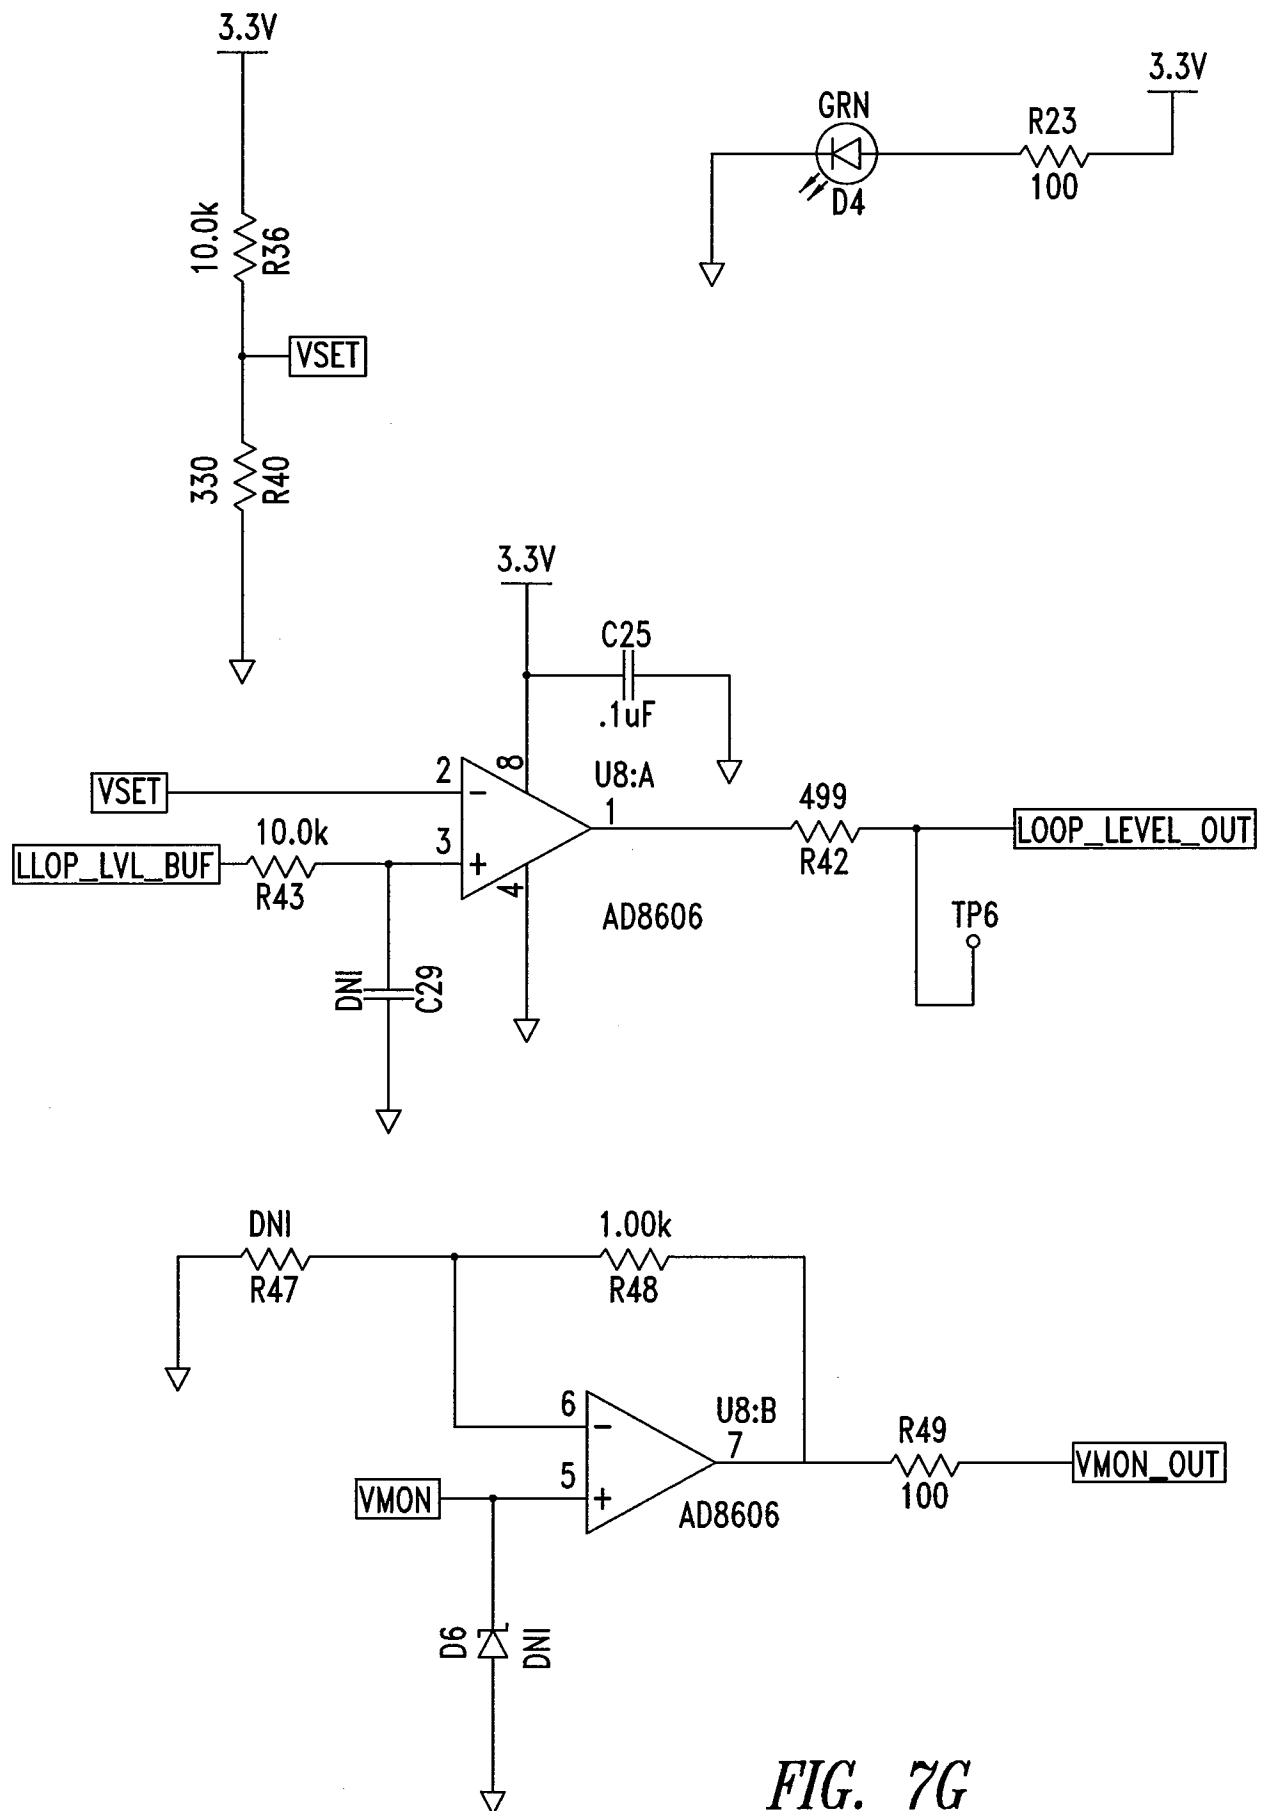 3.3V
10.0k
R36
VSET
330
R40
3.3V
GRN
D4
R23
100
3.3V
C25
.1uF
VSET
2
-
8
U8:A
1
LLOP_LVL_BUF
10.0k
R43
3
+
4
AD8606
499
R42
LOOP_LEVEL_OUT
TP6
DNI
C29
DNI
R47
1.00k
R48
6
-
U8:B
7
VMON
5
+
AD8606
R49
100
VMON_OUT
D6
DNI
FIG. 7G